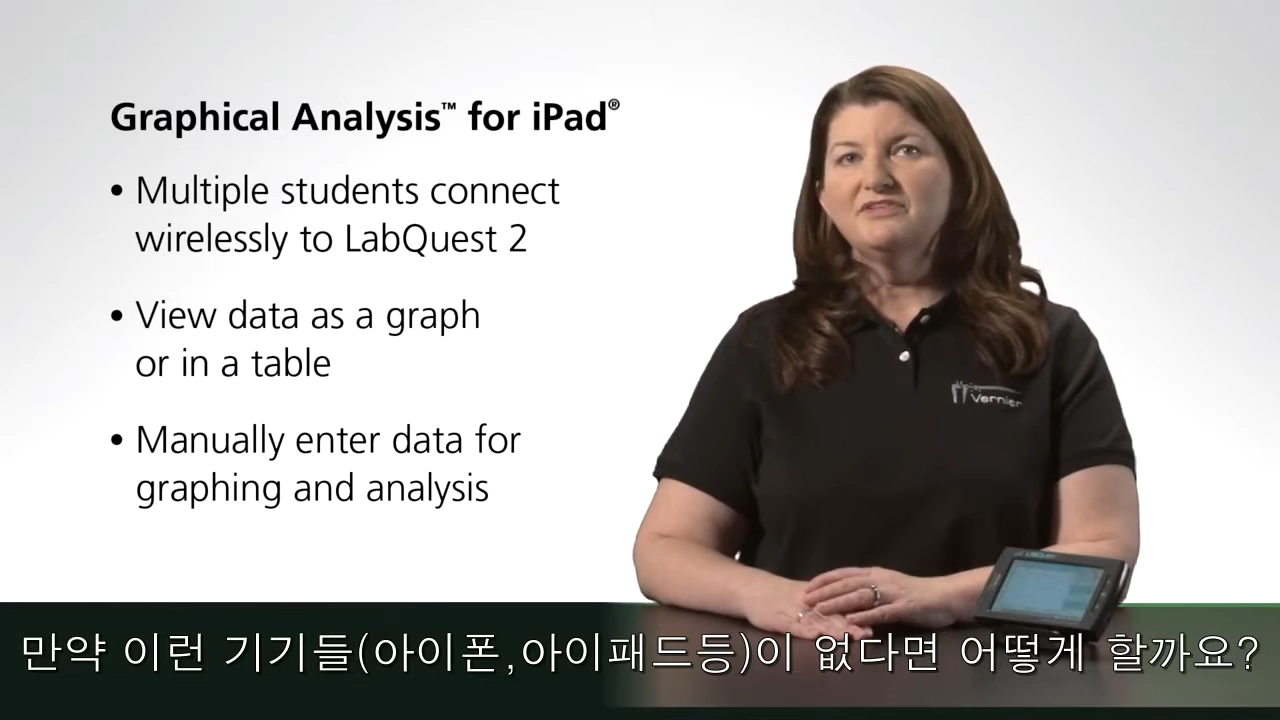 Graphical Analysis™ for iPad®
• Multiple students connect
wirelessly to LabQuest 2
• View data as a graph
or in a table
• Manually enter data for
graphing and analysis
Vernier
만약 이런 기기들(아이폰,아이패드등)이 없다면 어떻게 할까요?